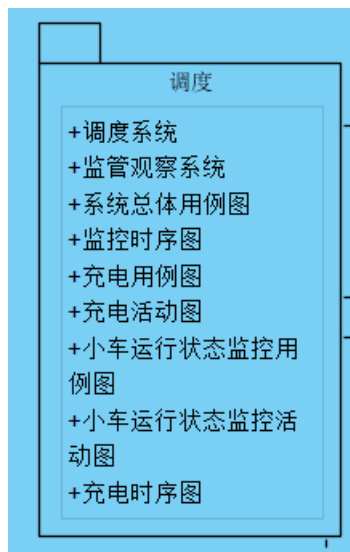 调度
+调度系统
+监管观察系统
+系统总体用例图
+监控时序图
+充电用例图
+充电活动图
+小车运行状态监控用
例图
+小车运行状态监控活
动图
+充电时序图